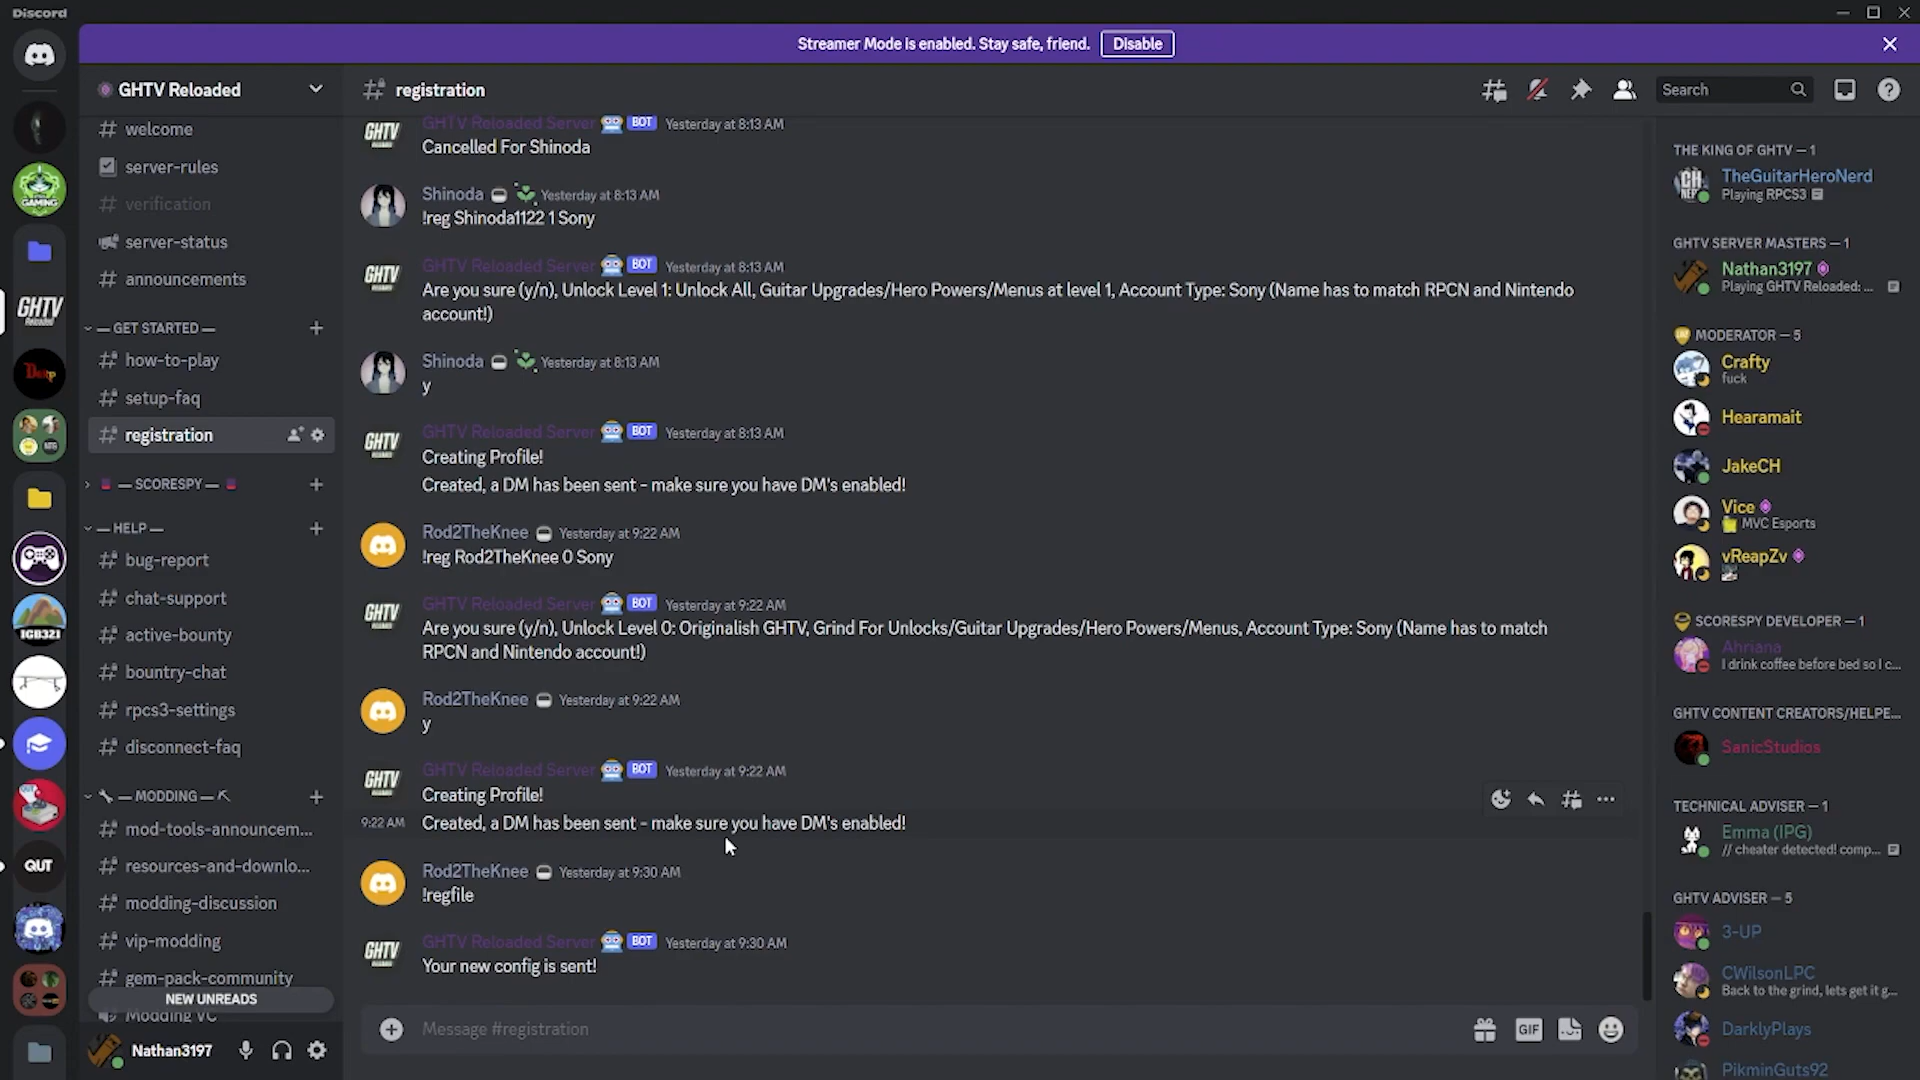 Discord
Streamer Mode is enabled. Stay safe, friend.
Disable
GHTV Reloaded
welcome
server-rules
verification
server-status
announcements
— GET STARTED —
how-to-play
setup-faq
registration
— SCORESPY —
— HELP —
bug-report
chat-support
active-bounty
bountry-chat
rpcs3-settings
disconnect-faq
— MODDING —
mod-tools-announcem...
resources-and-downlo...
modding-discussion
vip-modding
gem-pack-community
NEW UNREADS
Modding VC
Nathan3197
GAMING
GHTV
Reloaded
IGB321
QUT
registration
Search
GHTV Reloaded Server BOT Yesterday at 8:13 AM
Cancelled For Shinoda
Shinoda Yesterday at 8:13 AM
!reg Shinoda1122 1 Sony
GHTV Reloaded Server BOT Yesterday at 8:13 AM
Are you sure (y/n), Unlock Level 1: Unlock All, Guitar Upgrades/Hero Powers/Menus at level 1, Account Type: Sony (Name has to match RPCN and Nintendo
account!)
Shinoda Yesterday at 8:13 AM
y
GHTV Reloaded Server BOT Yesterday at 8:13 AM
Creating Profile!
Created, a DM has been sent - make sure you have DM's enabled!
Rod2TheKnee Yesterday at 9:22 AM
!reg Rod2TheKnee 0 Sony
GHTV Reloaded Server BOT Yesterday at 9:22 AM
Are you sure (y/n), Unlock Level 0: Originalish GHTV, Grind For Unlocks/Guitar Upgrades/Hero Powers/Menus, Account Type: Sony (Name has to match
RPCN and Nintendo account!)
Rod2TheKnee Yesterday at 9:22 AM
y
GHTV Reloaded Server BOT Yesterday at 9:22 AM
Creating Profile!
9:22 AM Created, a DM has been sent - make sure you have DM's enabled!
Rod2TheKnee Yesterday at 9:30 AM
!regfile
GHTV Reloaded Server BOT Yesterday at 9:30 AM
Your new config is sent!
Message #registration
GIF
THE KING OF GHTV — 1
TheGuitarHeroNerd
Playing RPCS3
GHTV SERVER MASTERS — 1
Nathan3197
Playing GHTV Reloaded: ...
MODERATOR — 5
Crafty
fuck
Hearamait
JakeCH
Vice
MVC Esports
vReapZv
SCORESPY DEVELOPER — 1
Ahriana
I drink coffee before bed so I c...
GHTV CONTENT CREATORS/HELPE...
SanicStudios
TECHNICAL ADVISER — 1
Emma (IPG)
// cheater detected! comp...
GHTV ADVISER — 5
3-UP
CWilsonLPC
Back to the grind, lets get it g...
DarklyPlays
PikminGuts92